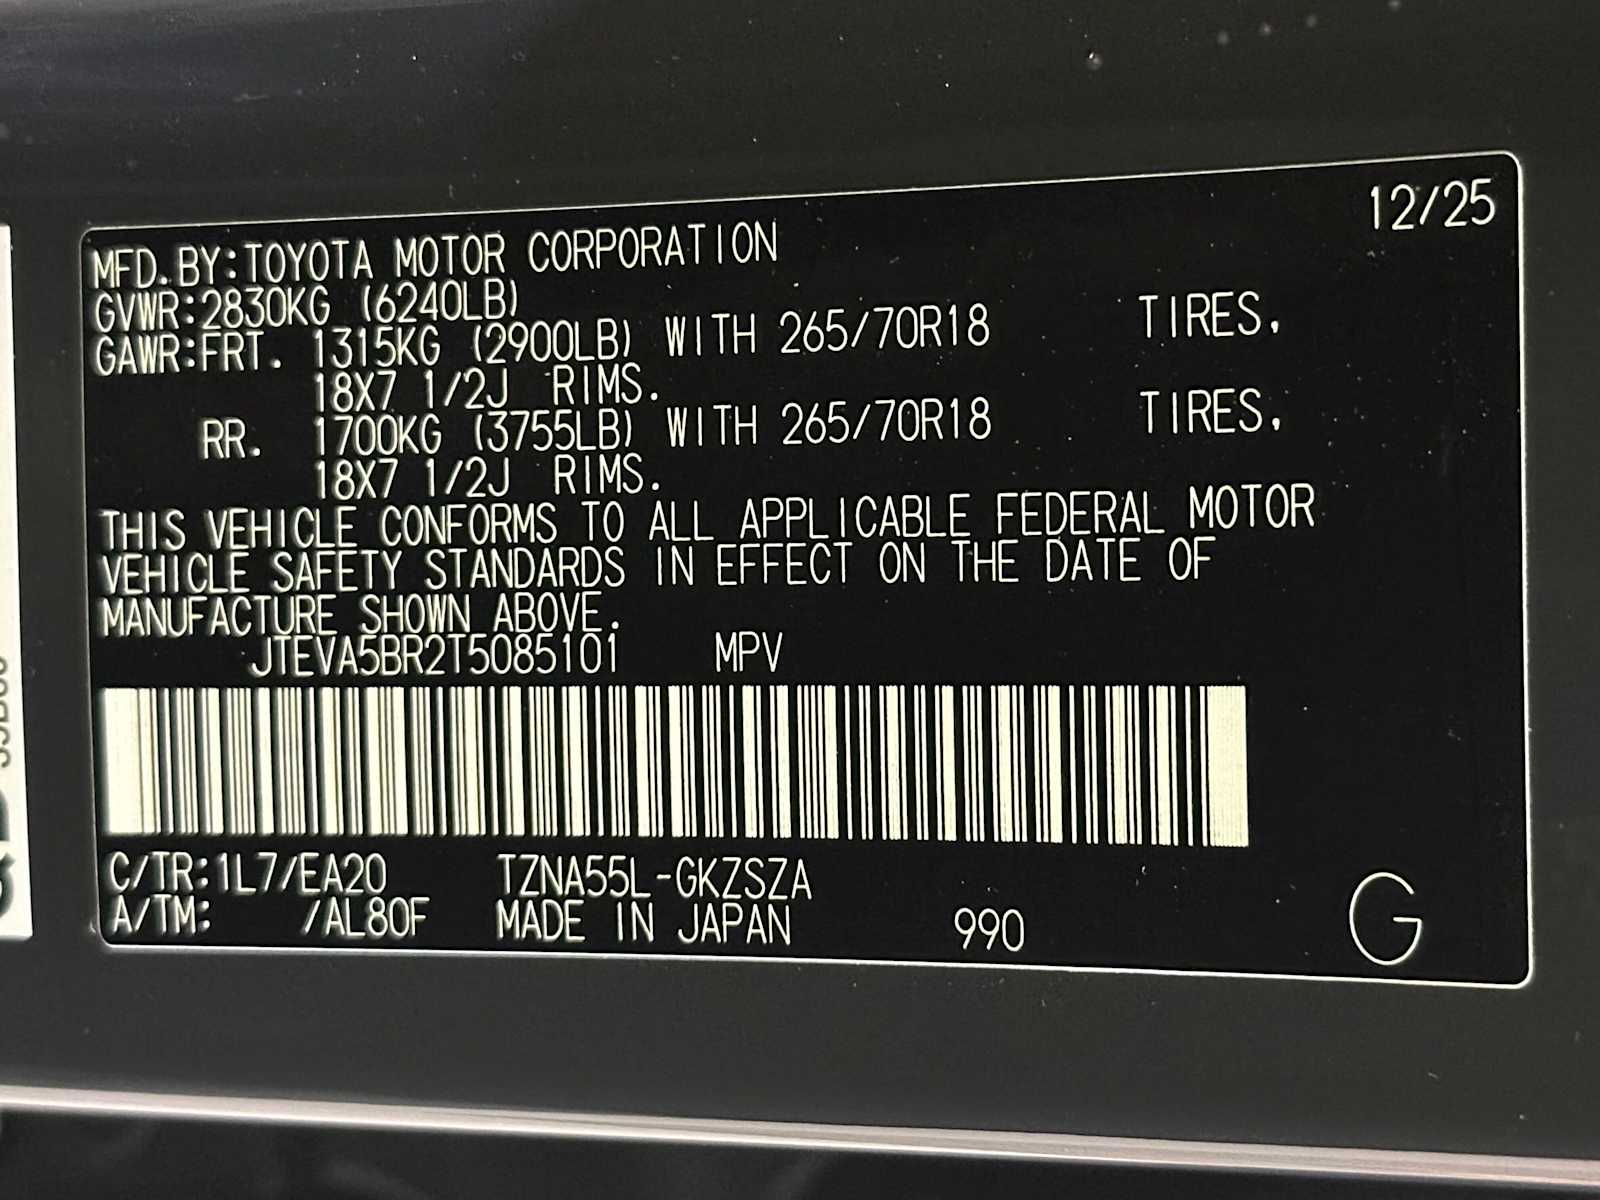 12/25
MFD.BY:TOYOTA MOTOR CORPORATION
GVWR:2830KG (6240LB)
GAWR:FRT. 1315KG (2900LB) WITH 265/70R18 TIRES,
18X7 1/2J RIMS.
RR. 1700KG (3755LB) WITH 265/70R18 TIRES,
18X7 1/2J RIMS.
THIS VEHICLE CONFORMS TO ALL APPLICABLE FEDERAL MOTOR
VEHICLE SAFETY STANDARDS IN EFFECT ON THE DATE OF
MANUFACTURE SHOWN ABOVE.
JTEVA5BR2T5085101 MPV
C/TR:1L7/EA20 TZNA55L-GKZSZA
A/TM: /AL80F MADE IN JAPAN 990 G